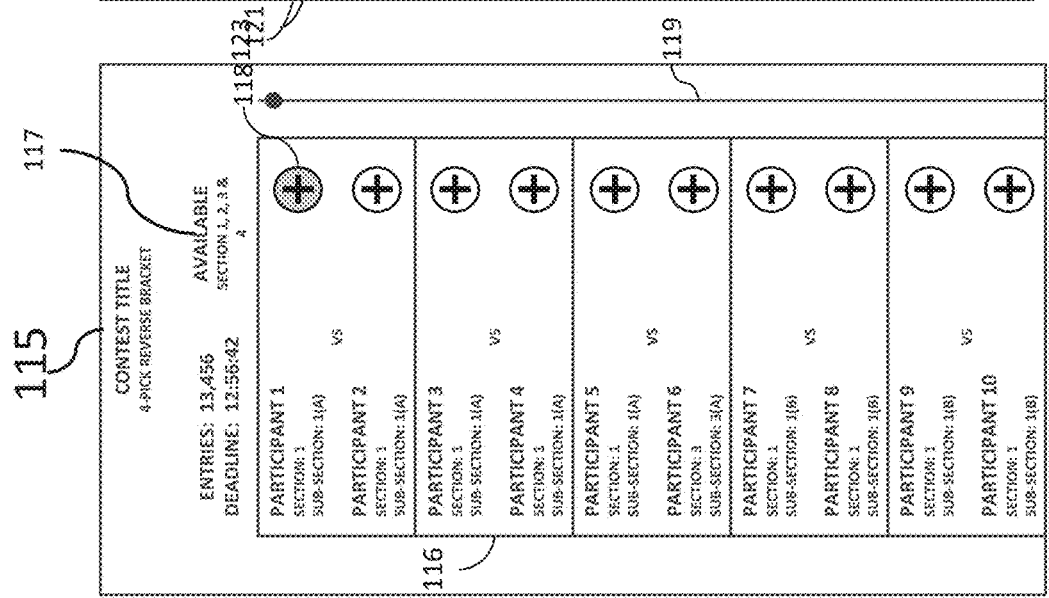 115
117
118
123
121
119
116
CONTEST TITLE
4-PICK REVERSE BRACKET
ENTRIES: 13,456
DEADLINE: 12:56:42
AVAILABLE
SECTION 1, 2, 3 &
4
PARTICIPANT 1
SECTION: 1
SUB-SECTION: 1(A)
VS
PARTICIPANT 2
SECTION: 1
SUB-SECTION: 1(A)
PARTICIPANT 3
SECTION: 1
SUB-SECTION: 1(A)
VS
PARTICIPANT 4
SECTION: 1
SUB-SECTION: 1(A)
PARTICIPANT 5
SECTION: 1
SUB-SECTION: 1(A)
VS
PARTICIPANT 6
SECTION: 3
SUB-SECTION: 3(A)
PARTICIPANT 7
SECTION: 1
SUB-SECTION: 1(B)
VS
PARTICIPANT 8
SECTION: 1
SUB-SECTION: 1(B)
PARTICIPANT 9
SECTION: 1
SUB-SECTION: 1(B)
VS
PARTICIPANT 10
SECTION: 1
SUB-SECTION: 1(B)